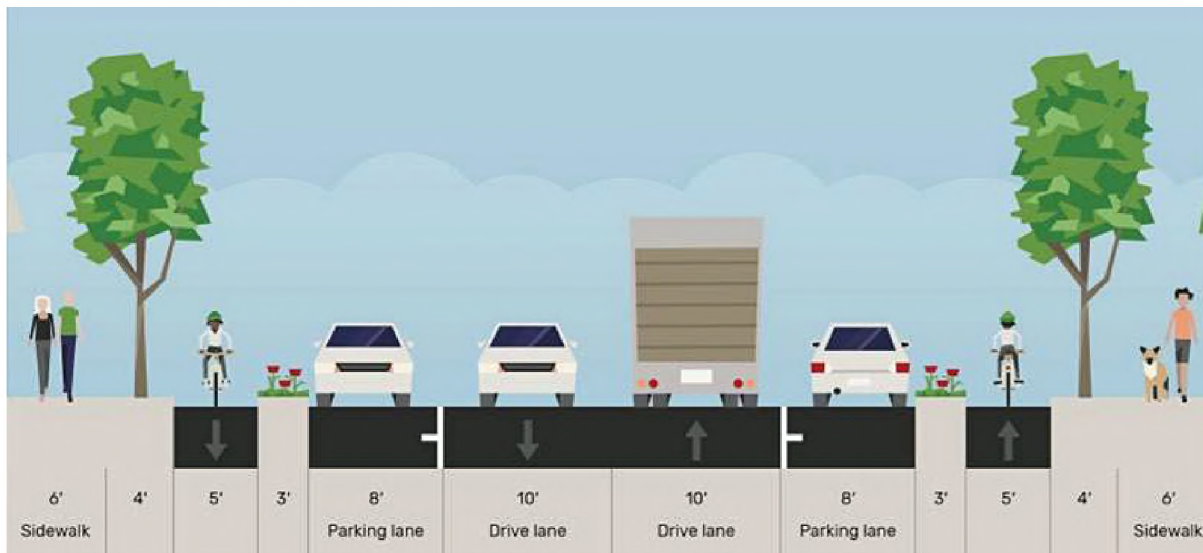 6' 4' 5' 3' 8' 10' 10' 8' 3' 5' 4' 6'
Sidewalk Parking lane Drive lane Drive lane Parking lane Sidewalk